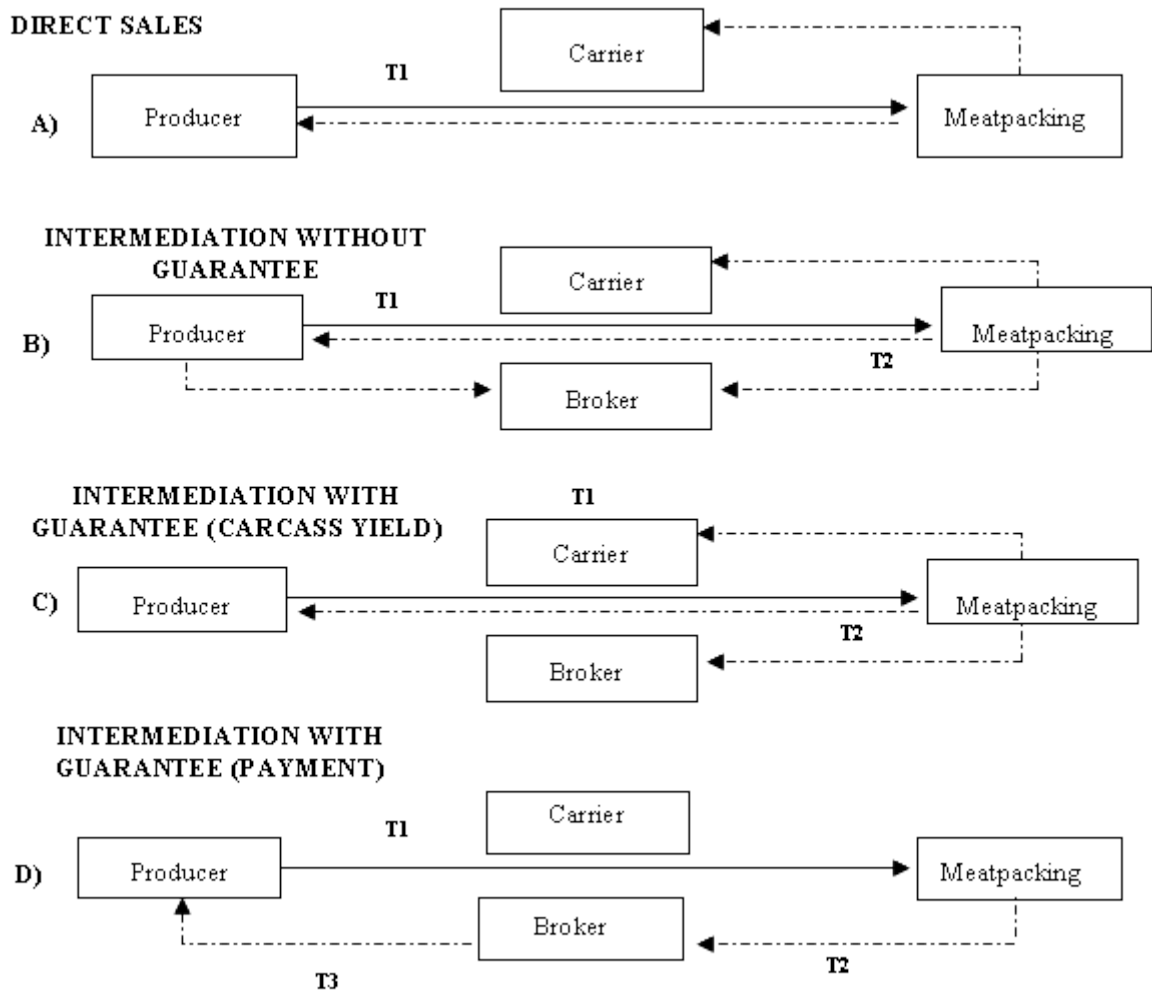 DIRECT SALES
Carrier
T1
Producer
Meatpacking
A)
INTERMEDIATION WITHOUT
GUARANTEE
Carrier
T1
Producer
Meatpacking
B)
T2
Broker
INTERMEDIATION WITH
GUARANTEE (CARCASS YIELD)
T1
Carrier
C)
Producer
Meatpacking
T2
Broker
INTERMEDIATION WITH
GUARANTEE (PAYMENT)
Carrier
T1
D)
Producer
Meatpacking
Broker
T2
T3